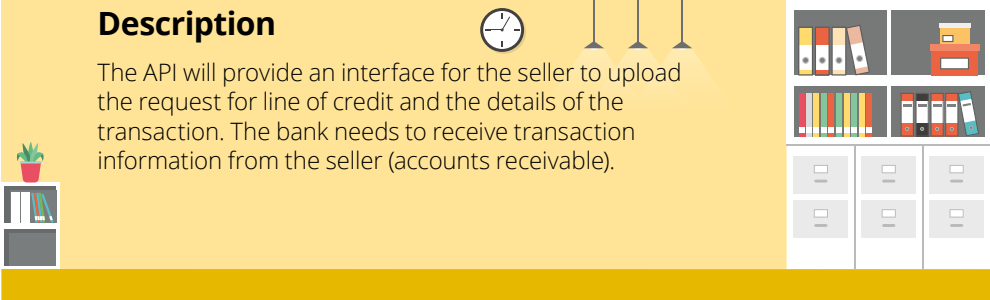 Description
The API will provide an interface for the seller to upload
the request for line of credit and the details of the
transaction. The bank needs to receive transaction
information from the seller (accounts receivable).